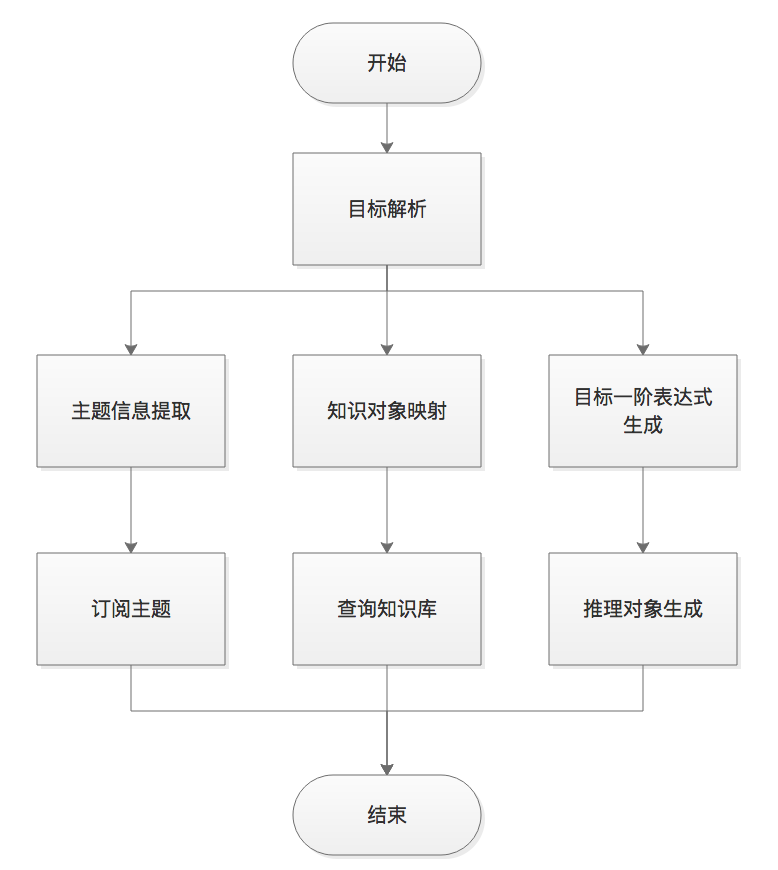 开始
目标解析
主题信息提取
知识对象映射
目标一阶表达式
生成
订阅主题
查询知识库
推理对象生成
结束